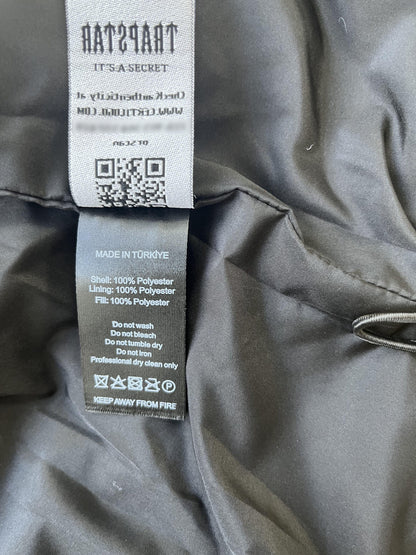 TRAPSTAR
IT'S A SECRET
Check authenticity at
WWW.CERTILOGO.COM
OR SCAN
MADE IN TÜRKİYE
Shell: 100% Polyester
Lining: 100% Polyester
Fill: 100% Polyester
Do not wash
Do not bleach
Do not tumble dry
Do not iron
Professional dry clean only
P
KEEP AWAY FROM FIRE